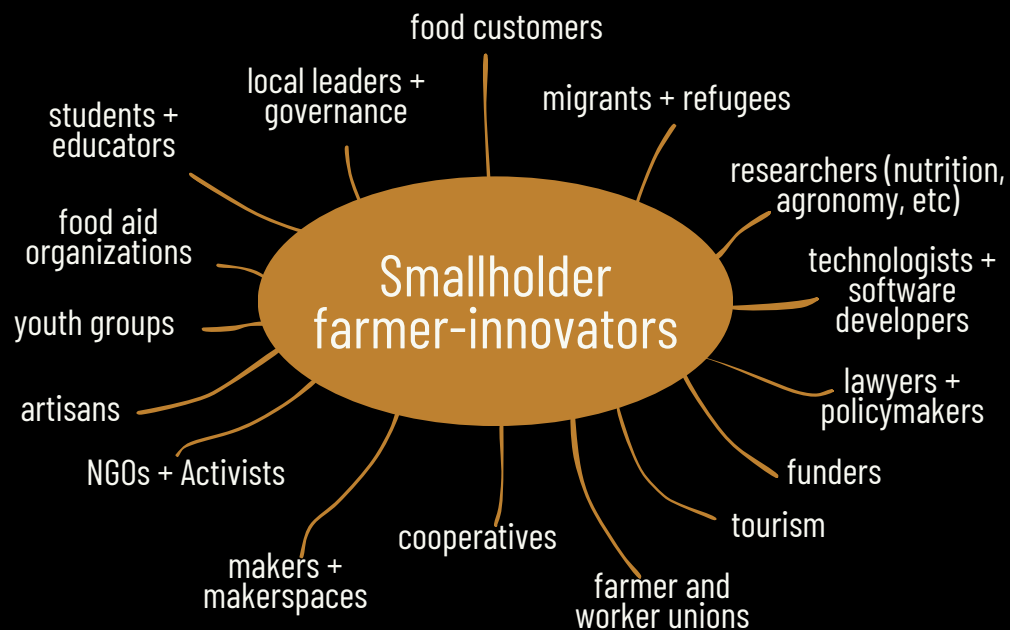 food customers
local leaders +
governance
migrants + refugees
students +
educators
researchers (nutrition,
agronomy, etc)
food aid
organizations
technologists +
software
developers
Smallholder
farmer-innovators
youth groups
lawyers +
policymakers
artisans
NGOs + Activists
funders
tourism
cooperatives
makers +
makerspaces
farmer and
worker unions